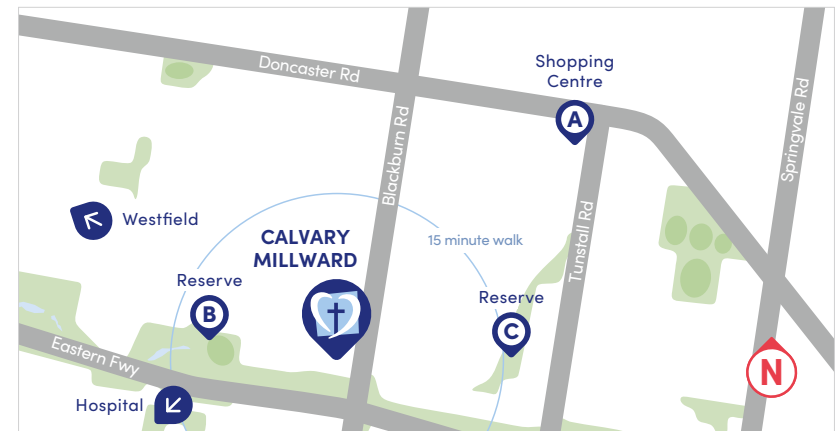 Doncaster Rd
Shopping
Centre
A
Springvale Rd
Blackburn Rd
Westfield
CALVARY
MILLWARD
15 minute walk
Tunstall Rd
Reserve
B
Reserve
C
Eastern Fwy
N
Hospital